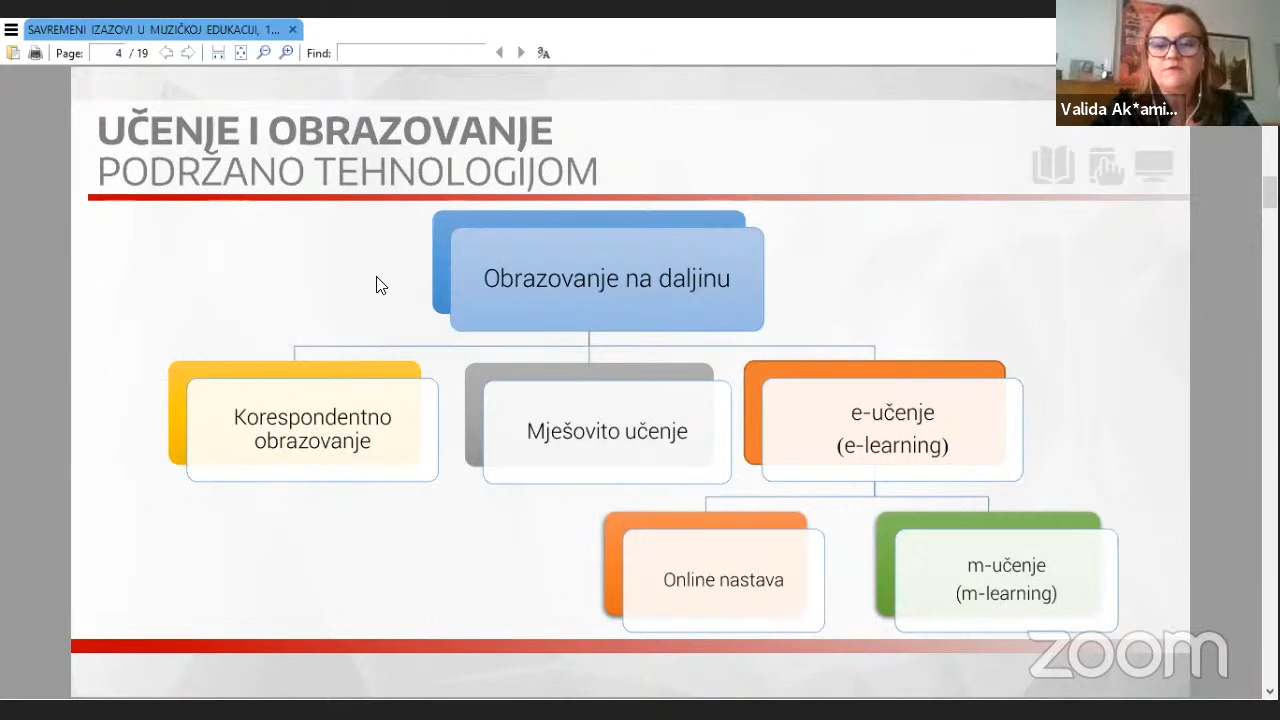 SAVREMENI IZAZOVI U MUZIČKOJ EDUKACIJI, 1...
Page: 4 / 19 Find:
Valida Ak*ami...
UČENJE I OBRAZOVANJE
PODRŽANO TEHNOLOGIJOM
Obrazovanje na daljinu
Korespondentno
obrazovanje
Mješovito učenje
e-učenje
(e-learning)
Online nastava
m-učenje
(m-learning)
zoom